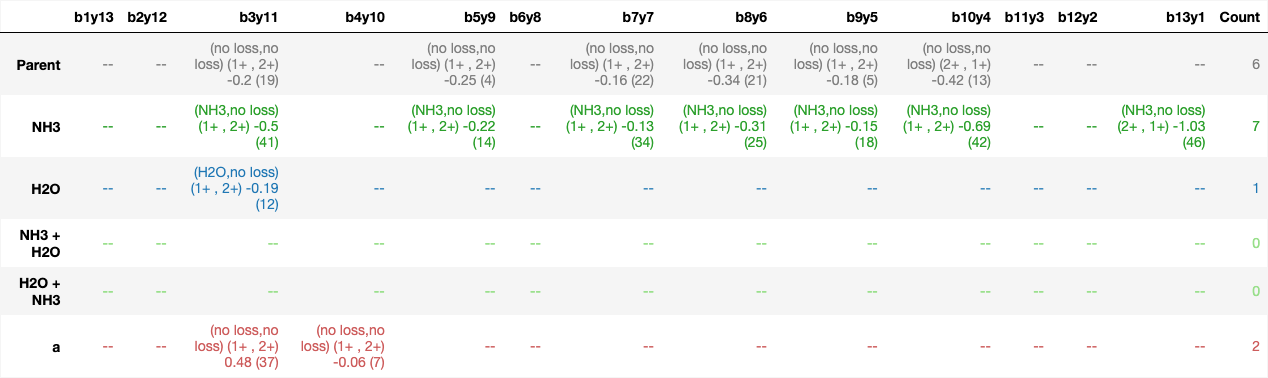 b1y13 b2y12 b3y11 b4y10 b5y9 b6y8 b7y7 b8y6 b9y5 b10y4 b11y3 b12y2 b13y1 Count
(no loss,no (no loss,no (no loss,no (no loss,no (no loss,no (no loss,no
Parent -- -- loss) (1+ , 2+) -- loss) (1+ , 2+) -- loss) (1+ , 2+) loss) (1+ , 2+) loss) (1+ , 2+) loss) (2+ , 1+) -- -- -- 6
-0.2 (19) -0.25 (4) -0.16 (22) -0.34 (21) -0.18 (5) -0.42 (13)
(NH3,no loss) (NH3,no loss) (NH3,no loss) (NH3,no loss) (NH3,no loss) (NH3,no loss) (NH3,no loss)
NH3 -- -- (1+ , 2+) -0.5 -- (1+ , 2+) -0.22 -- (1+ , 2+) -0.13 (1+ , 2+) -0.31 (1+ , 2+) -0.15 (1+ , 2+) -0.69 -- -- (2+ , 1+) -1.03 7
(41) (14) (34) (25) (18) (42) (46)
(H2O,no loss)
H2O -- -- (1+ , 2+) -0.19 -- -- -- -- -- -- -- -- -- -- 1
(12)
NH3 +
H2O -- -- -- -- -- -- -- -- -- -- -- -- -- 0
H2O +
NH3 -- -- -- -- -- -- -- -- -- -- -- -- -- 0
(no loss,no (no loss,no
a -- -- loss) (1+ , 2+) loss) (1+ , 2+) -- -- -- -- -- -- -- -- -- 2
0.48 (37) -0.06 (7)